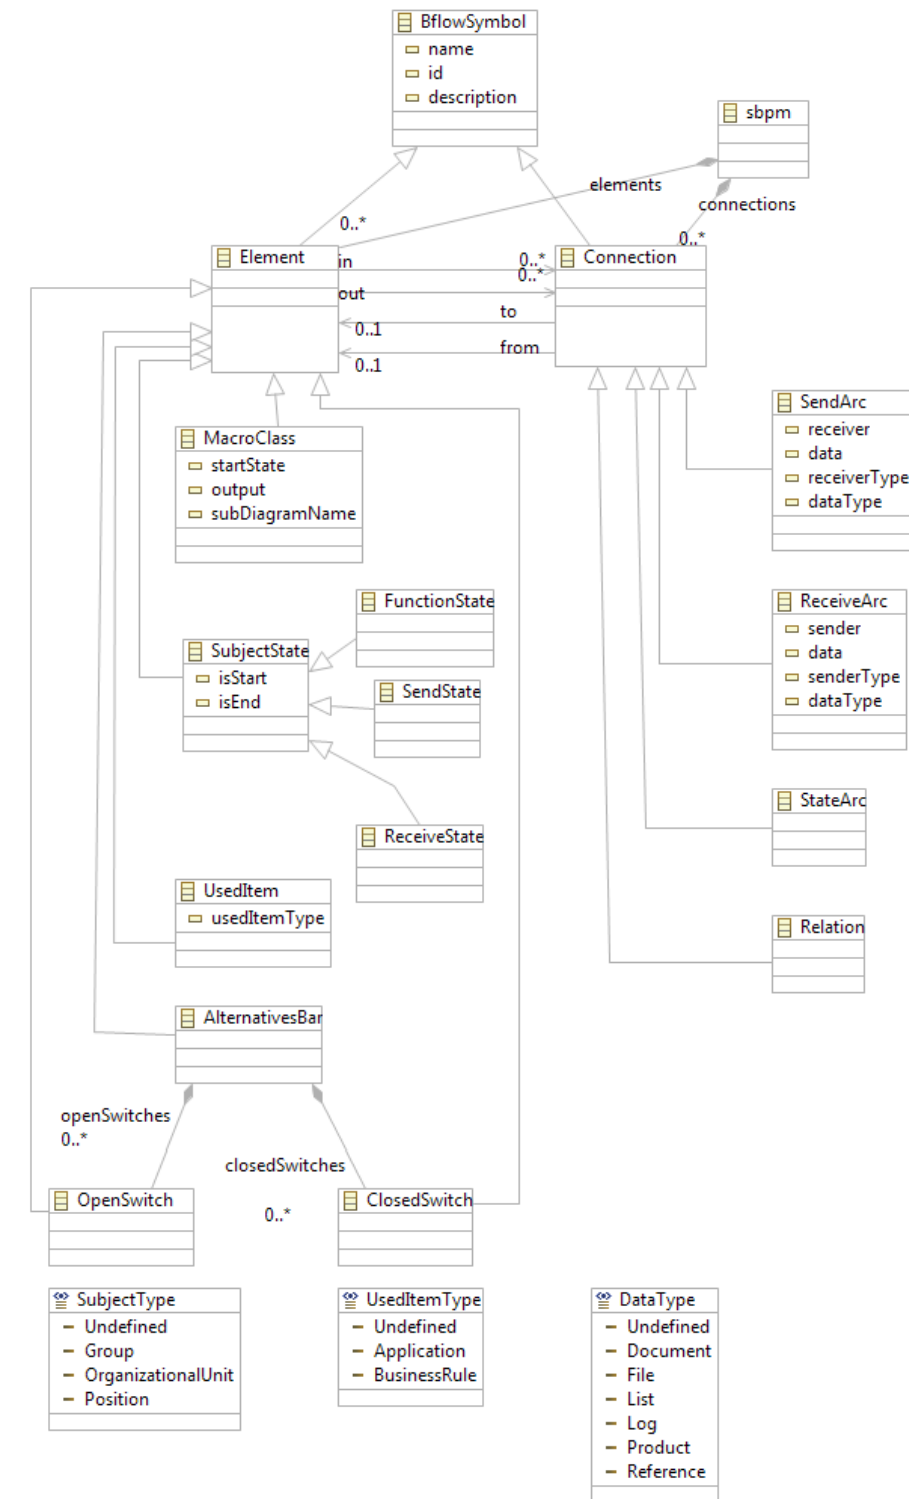 BflowSymbol
name
id
description
sbpm
elements
connections
0..*
0..*
Element
Connection
in
0..*
0..*
out
to
0..1
from
0..1
SendArc
receiver
data
receiverType
dataType
MacroClass
startState
output
subDiagramName
FunctionState
ReceiveArc
sender
data
senderType
dataType
SubjectState
isStart
isEnd
SendState
StateArc
ReceiveState
UsedItem
usedItemType
Relation
AlternativesBar
openSwitches
0..*
closedSwitches
0..*
OpenSwitch
ClosedSwitch
SubjectType
Undefined
Group
OrganizationalUnit
Position
UsedItemType
Undefined
Application
BusinessRule
DataType
Undefined
Document
File
List
Log
Product
Reference